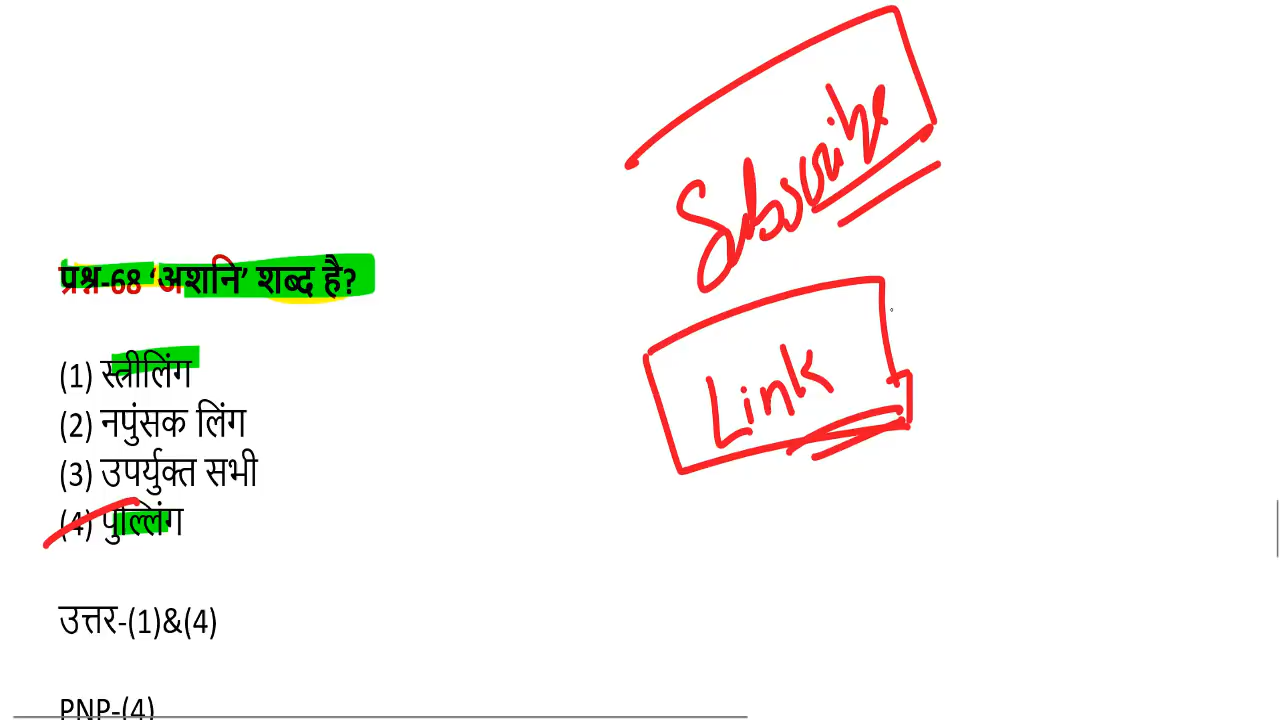 Subscribe
प्रश्न-68 ‘अशनि’ शब्द है?
(1) स्त्रीलिंग
Link
(2) नपुंसक लिंग
(3) उपर्युक्त सभी
(4) पुल्लिंग
उत्तर-(1)&(4)
PNP-(4)